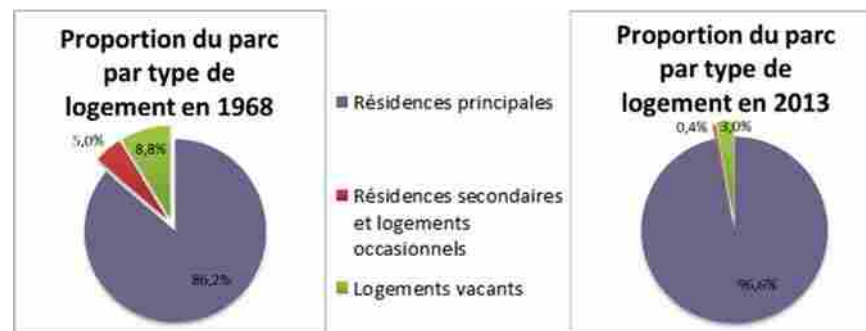 Proportion du parc
par type de
logement en 1968
5,0%
8,8%
86,2%
Résidences principales
Résidences secondaires
et logements
occasionnels
Logements vacants
Proportion du parc
par type de
logement en 2013
0,4%
3,0%
96,6%